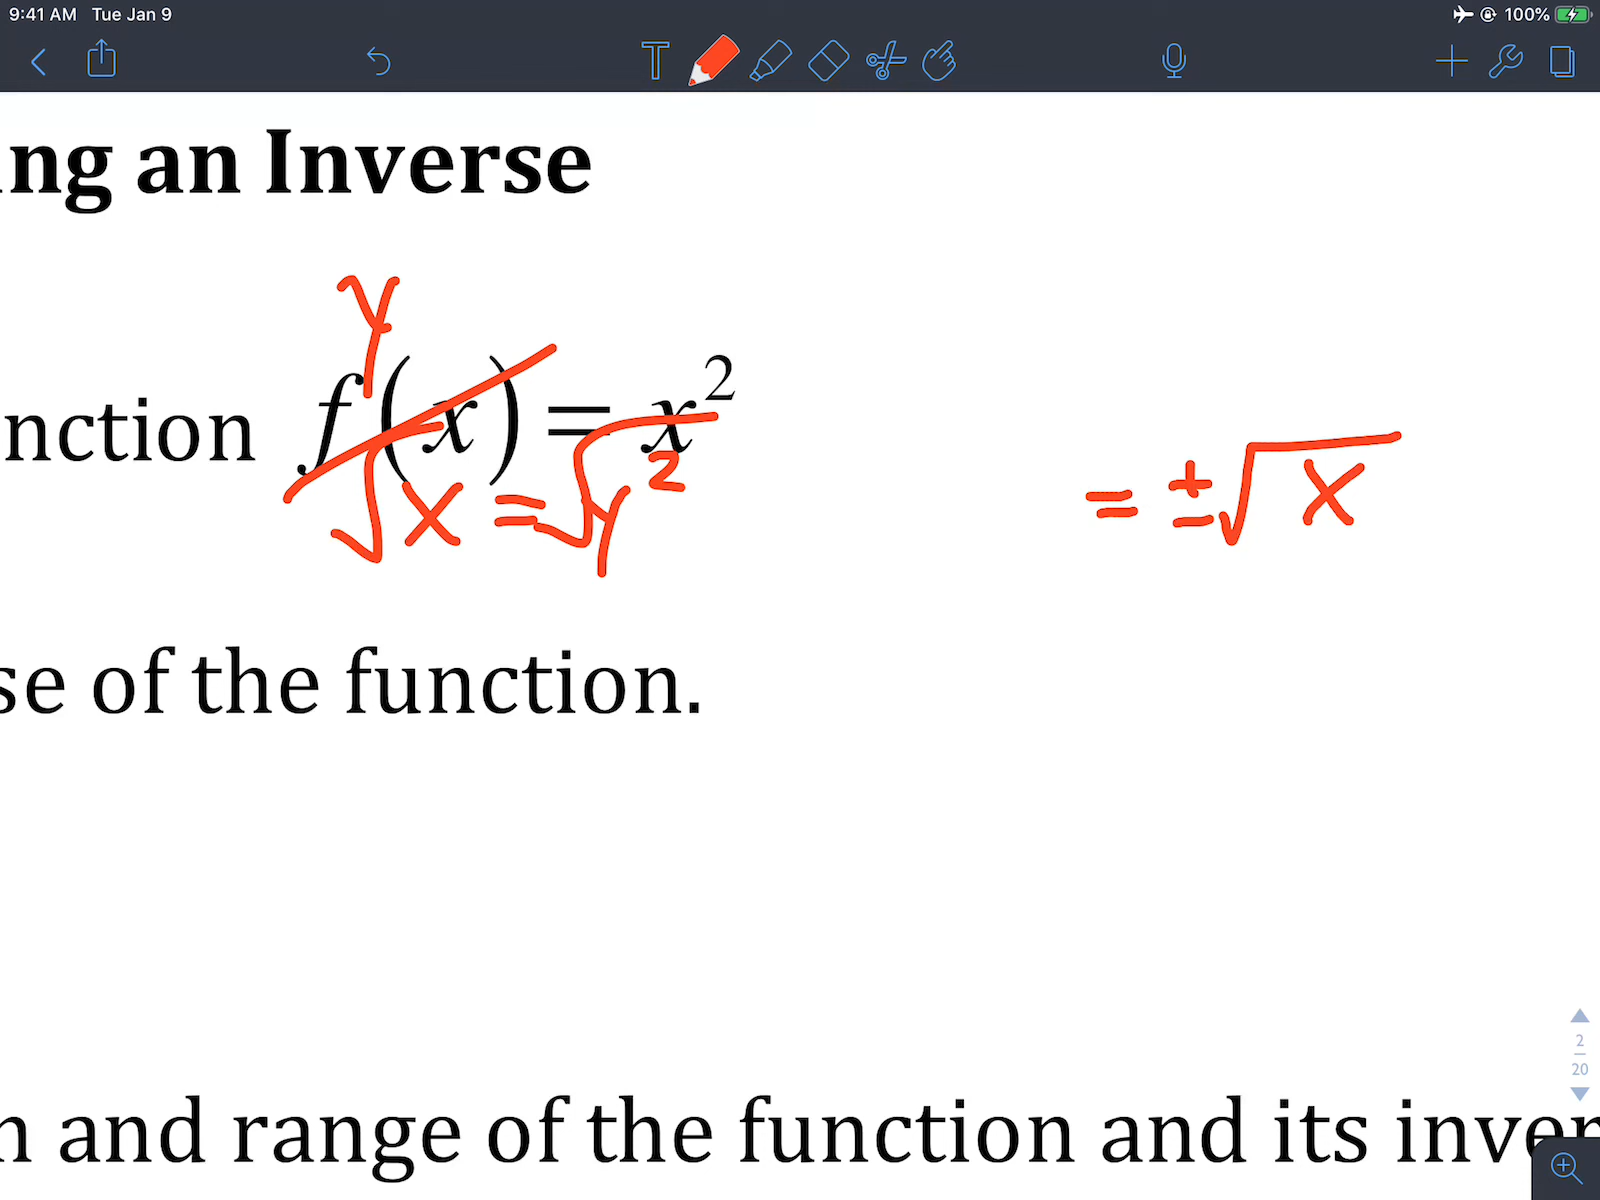 9:41 AM Tue Jan 9
100%
T
ng an Inverse
y
nction f(x) = x²
√x = √y²
= ±√x
se of the function.
2
20
n and range of the function and its inver